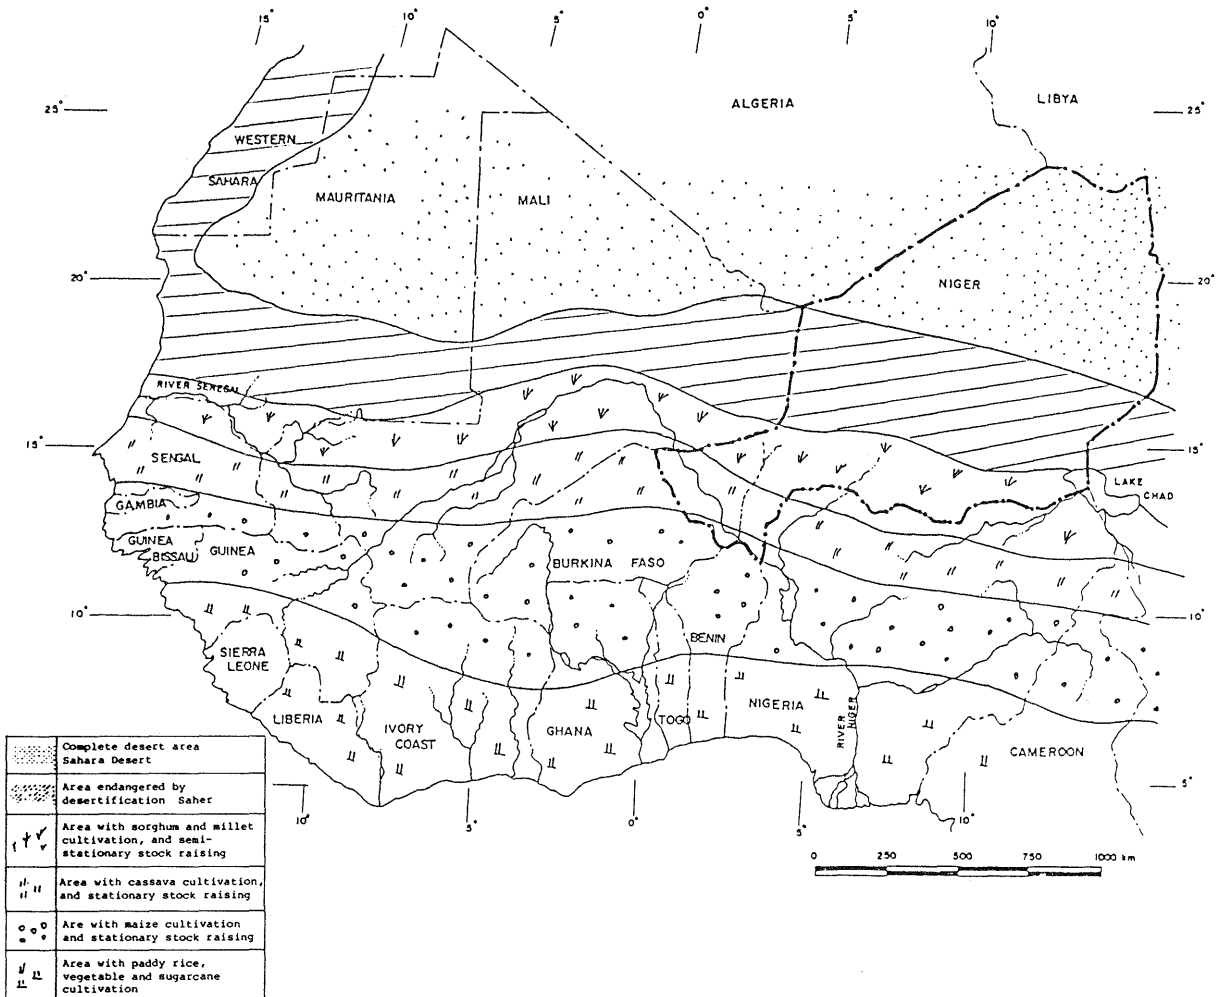 15°
10°
5°
0°
5°
10°
25°
ALGERIA
LIBYA
25°
WESTERN
SAHARA
MAURITANIA
MALI
20°
NIGER
20°
RIVER SENEGAL
15°
SENGAL
15°
LAKE
CHAD
GAMBIA
GUINEA
BISSAU
GUINEA
BURKINA FASO
10°
10°
BENIN
SIERRA
LEONE
LIBERIA
IVORY
COAST
GHANA
TOGO
NIGERIA
RIVER
NIGER
CAMEROON
5°
10°
5°
0°
5°
10°
0 250 500 750 1000 km
Complete desert area
Sahara Desert
Area endangered by
desertification Saher
Area with sorghum and millet
cultivation, and semi-
stationary stock raising
Area with cassava cultivation,
and stationary stock raising
Are with maize cultivation
and stationary stock raising
Area with paddy rice,
vegetable and sugarcane
cultivation